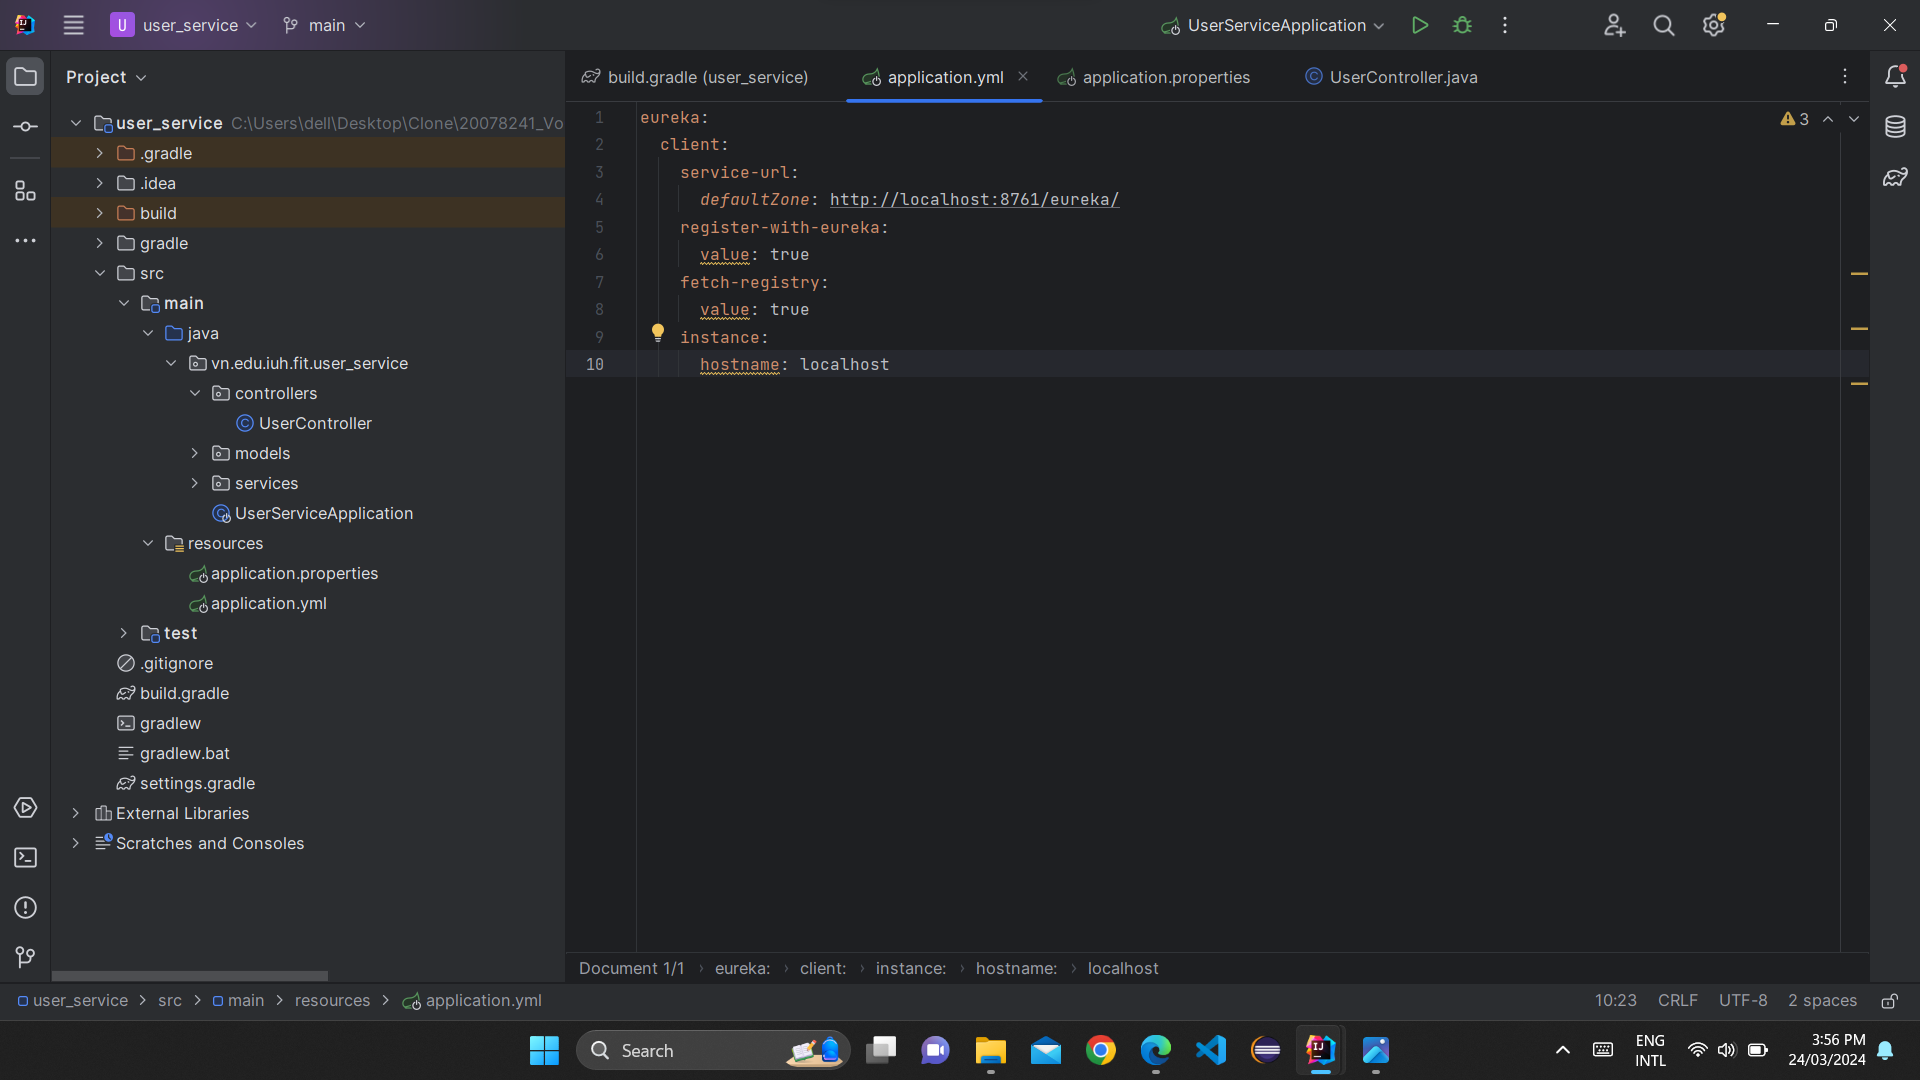 U user_service main UserServiceApplication
Project
build.gradle (user_service) application.yml application.properties UserController.java
user_service C:\Users\dell\Desktop\Clone\20078241_Vo
.gradle
.idea
build
gradle
src
main
java
vn.edu.iuh.fit.user_service
controllers
UserController
models
services
UserServiceApplication
resources
application.properties
application.yml
test
.gitignore
build.gradle
gradlew
gradlew.bat
settings.gradle
External Libraries
Scratches and Consoles
1 eureka:
2 client:
3 service-url:
4 defaultZone: http://localhost:8761/eureka/
5 register-with-eureka:
6 value: true
7 fetch-registry:
8 value: true
9 instance:
10 hostname: localhost
3
Document 1/1 › eureka: › client: › instance: › hostname: › localhost
user_service > src > main > resources > application.yml
10:23 CRLF UTF-8 2 spaces
Search
ENG
INTL
3:56 PM
24/03/2024